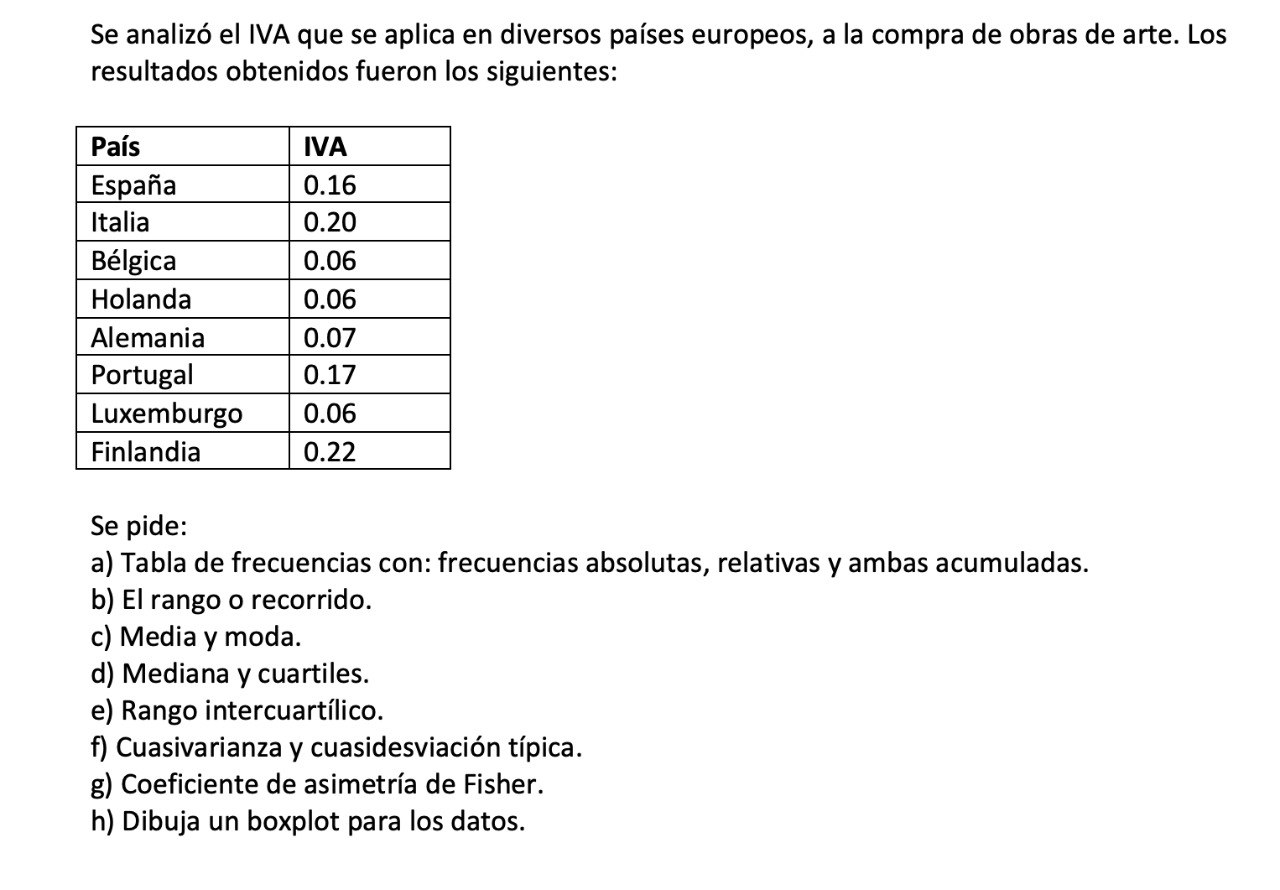 Se analizó el IVA que se aplica en diversos países europeos, a la compra de obras de arte. Los
resultados obtenidos fueron los siguientes:
País IVA
España 0.16
Italia 0.20
Bélgica 0.06
Holanda 0.06
Alemania 0.07
Portugal 0.17
Luxemburgo 0.06
Finlandia 0.22
Se pide:
a) Tabla de frecuencias con: frecuencias absolutas, relativas y ambas acumuladas.
b) El rango o recorrido.
c) Media y moda.
d) Mediana y cuartiles.
e) Rango intercuartílico.
f) Cuasivarianza y cuasidesviación típica.
g) Coeficiente de asimetría de Fisher.
h) Dibuja un boxplot para los datos.